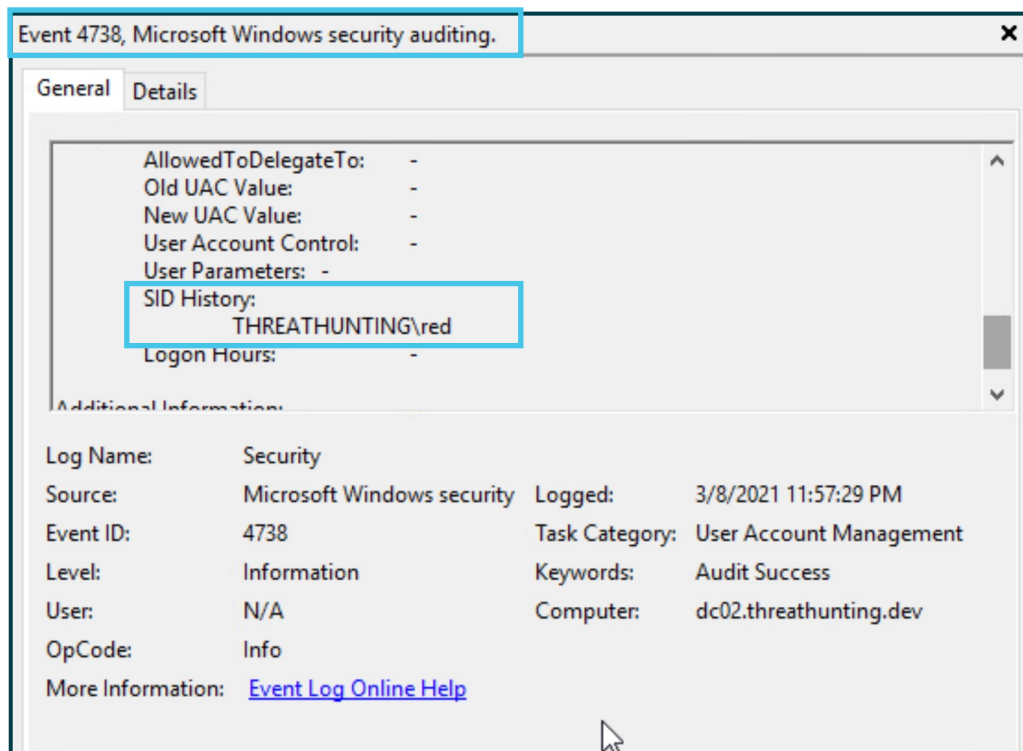 Event 4738, Microsoft Windows security auditing.
General Details
AllowedToDelegateTo: -
Old UAC Value: -
New UAC Value: -
User Account Control: -
User Parameters: -
SID History:
THREATHUNTING\red
Logon Hours: -
Additional Information:
Log Name: Security
Source: Microsoft Windows security Logged: 3/8/2021 11:57:29 PM
Event ID: 4738 Task Category: User Account Management
Level: Information Keywords: Audit Success
User: N/A Computer: dc02.threathunting.dev
OpCode: Info
More Information: Event Log Online Help